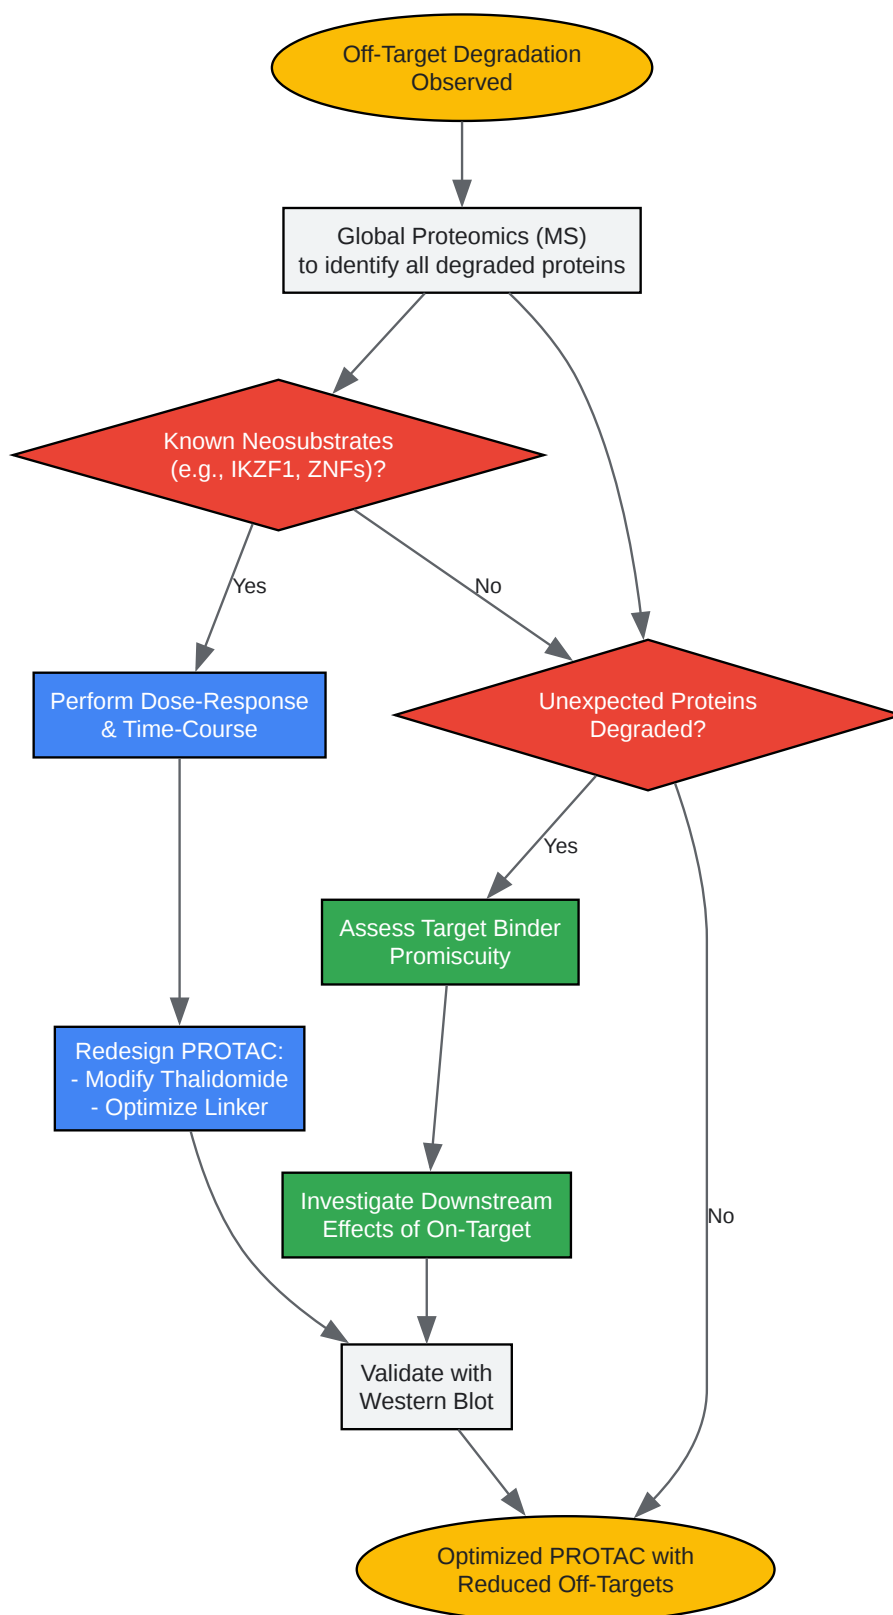 Off-Target Degradation
Observed
Global Proteomics (MS)
to identify all degraded proteins
Known Neosubstrates
(e.g., IKZF1, ZNFs)?
Yes
No
Perform Dose-Response
& Time-Course
Unexpected Proteins
Degraded?
Yes
Assess Target Binder
Promiscuity
Redesign PROTAC:
- Modify Thalidomide
- Optimize Linker
Investigate Downstream
Effects of On-Target
No
Validate with
Western Blot
Optimized PROTAC with
Reduced Off-Targets